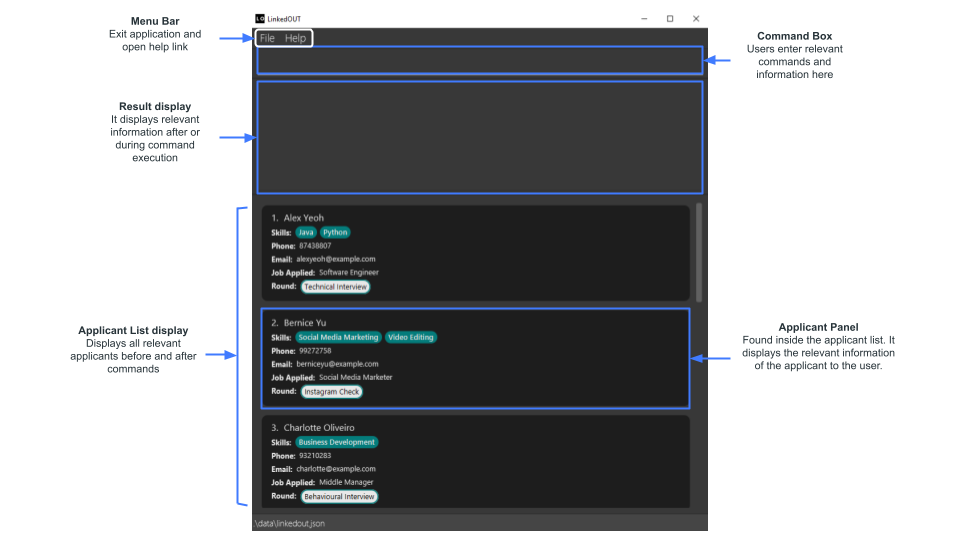 Menu Bar
Exit application and
open help link
LO LinkedOUT
File Help
Command Box
Users enter relevant
commands and
information here
Result display
It displays relevant
information after or
during command
execution
1. Alex Yeoh
Skills: Java Python
Phone: 87438807
Email: alexyeoh@example.com
Job Applied: Software Engineer
Round: Technical Interview
Applicant List display
Displays all relevant
applicants before and after
commands
2. Bernice Yu
Skills: Social Media Marketing Video Editing
Phone: 99272758
Email: berniceyu@example.com
Job Applied: Social Media Marketer
Round: Instagram Check
Applicant Panel
Found inside the applicant list. It
displays the relevant information
of the applicant to the user.
3. Charlotte Oliveiro
Skills: Business Development
Phone: 93210283
Email: charlotte@example.com
Job Applied: Middle Manager
Round: Behavioural Interview
\data\linkedout.json